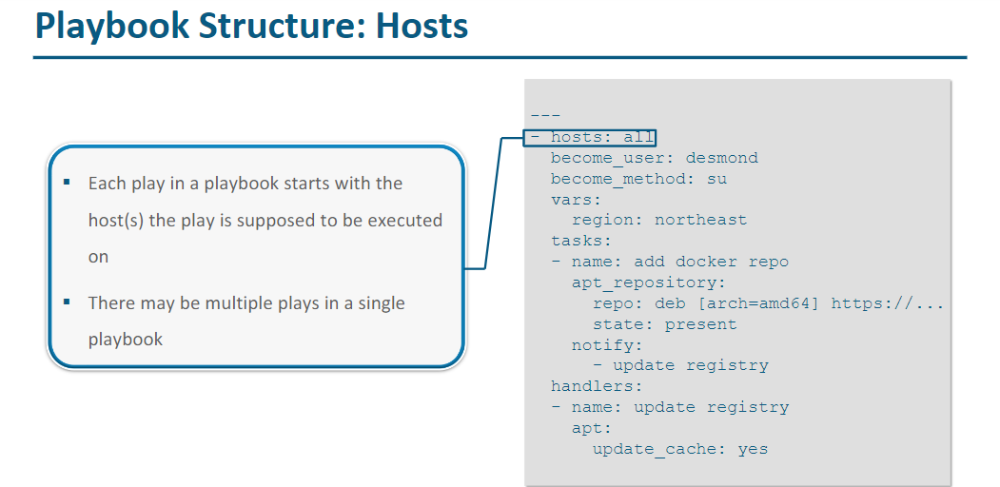 Playbook Structure: Hosts
▪ Each play in a playbook starts with the
host(s) the play is supposed to be executed
on
▪ There may be multiple plays in a single
playbook
---
- hosts: all
  become_user: desmond
  become_method: su
  vars:
    region: northeast
  tasks:
  - name: add docker repo
    apt_repository:
      repo: deb [arch=amd64] https://...
      state: present
    notify:
      - update registry
  handlers:
  - name: update registry
    apt:
      update_cache: yes